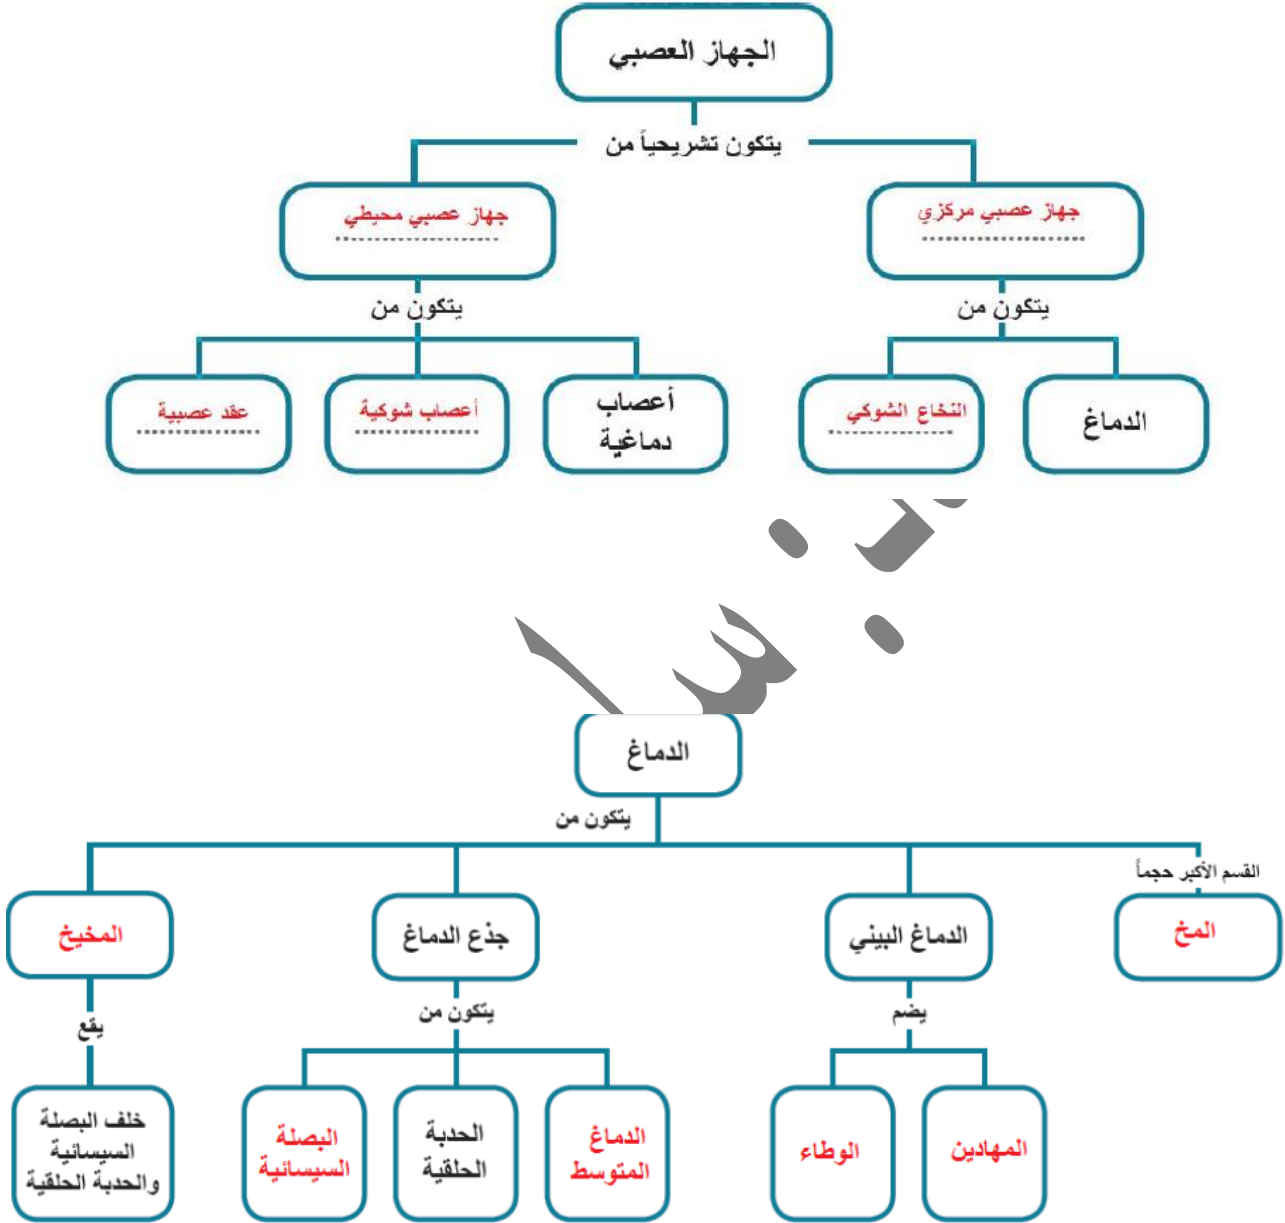 الجهاز العصبي
يتكون تشريحياً من
جهاز عصبي مركزي
جهاز عصبي محيطي
يتكون من
يتكون من
الدماغ
النخاع الشوكي
أعصاب
دماغية
أعصاب شوكية
عقد عصبية
الدماغ
يتكون من
القسم الأكبر حجماً
المخ
الدماغ البيني
جذع الدماغ
المخيخ
يضم
يتكون من
يقع
المهادين
الوطاء
الدماغ
المتوسط
الحدبة
الحلقية
البصلة
السيسائية
خلف البصلة
السيسائية
والحدبة الحلقية